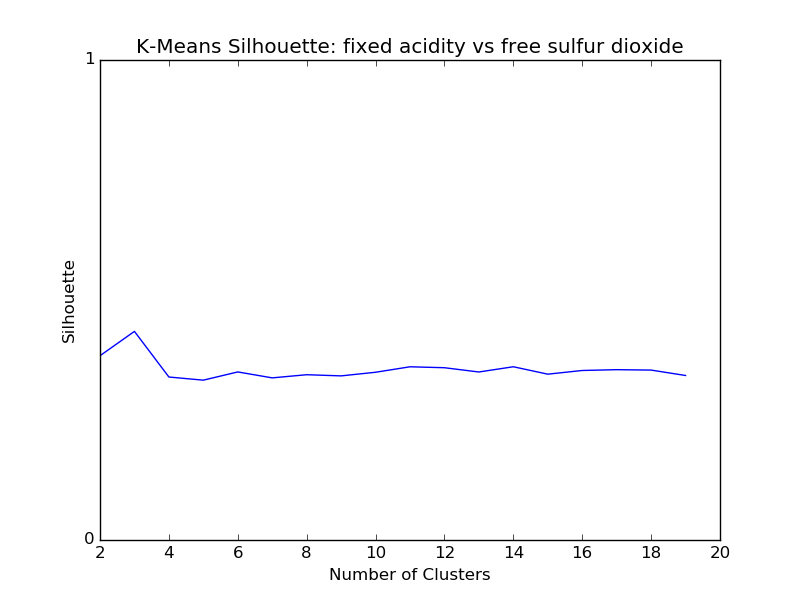 K-Means Silhouette: fixed acidity vs free sulfur dioxide
1
Silhouette
0
2 4 6 8 10 12 14 16 18 20
Number of Clusters